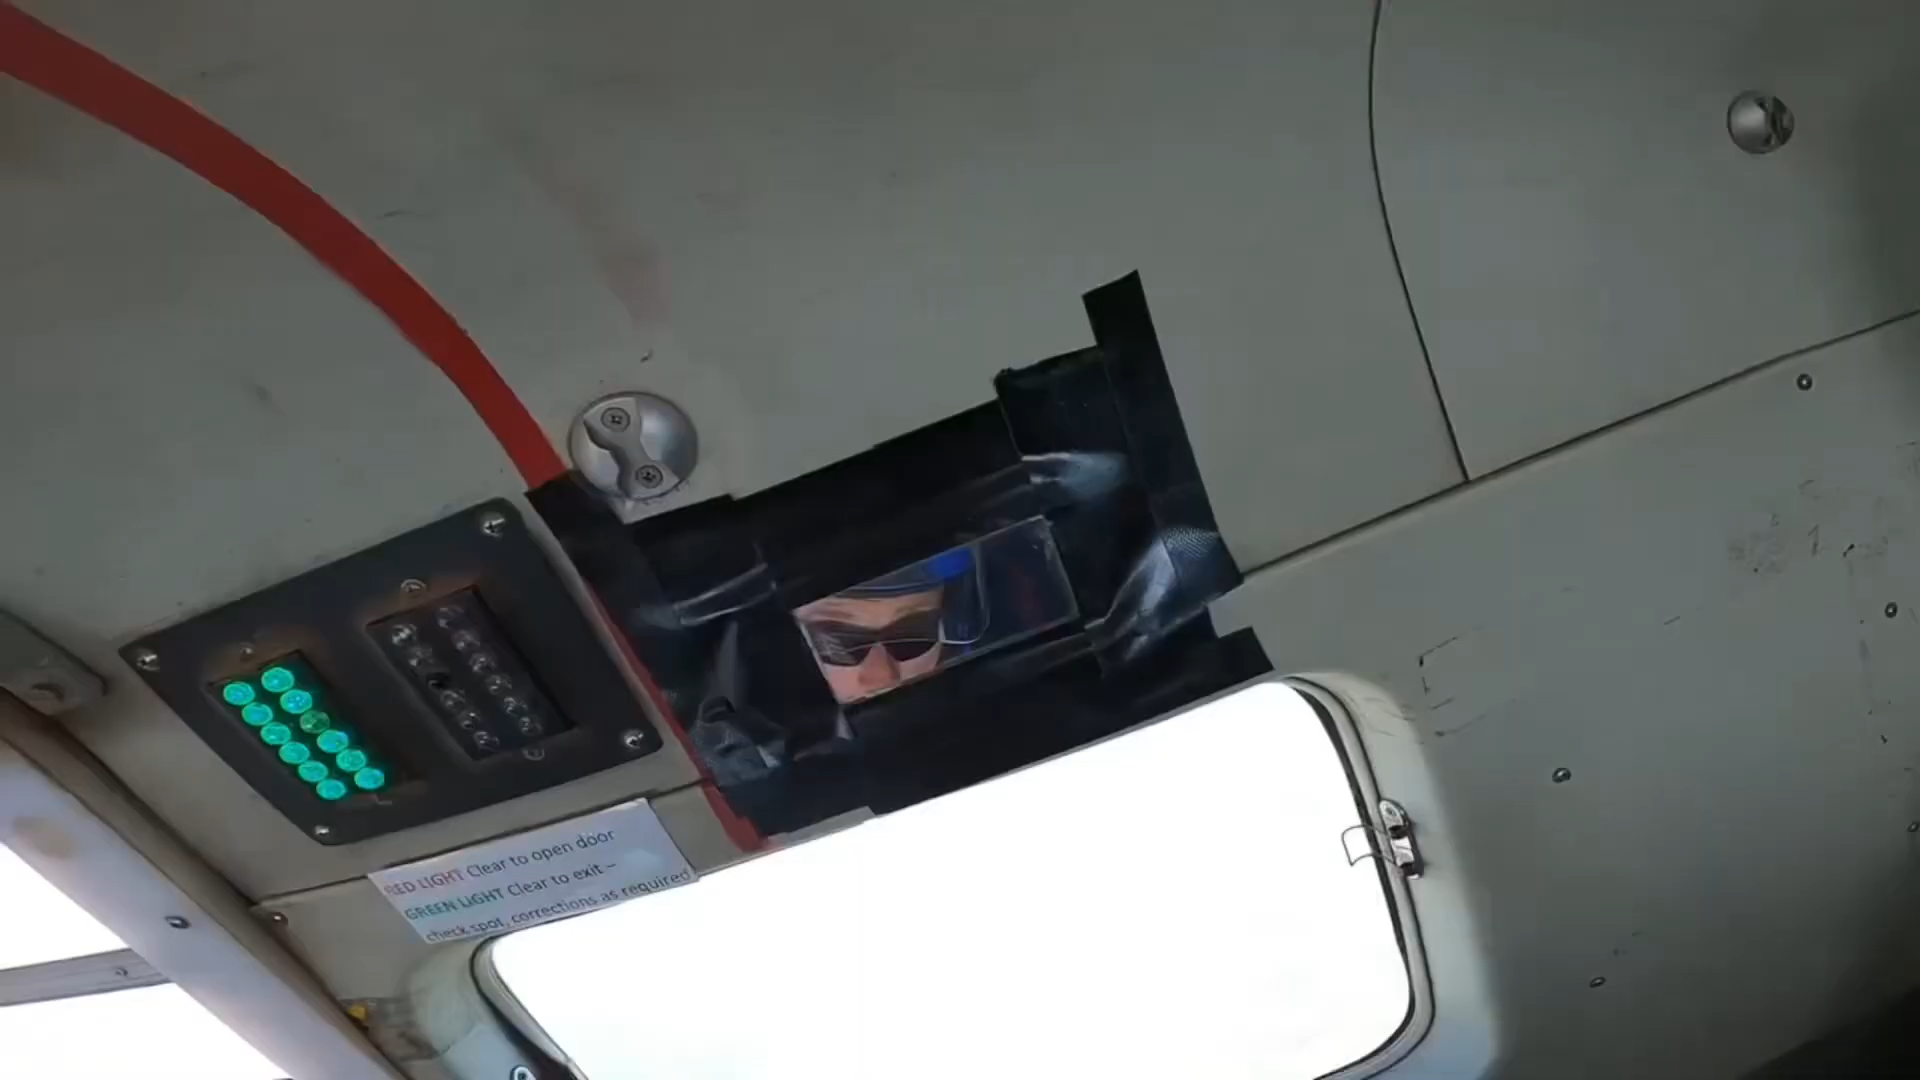 RED LIGHT Clear to open door
GREEN LIGHT Clear to exit –
check spot, corrections as required